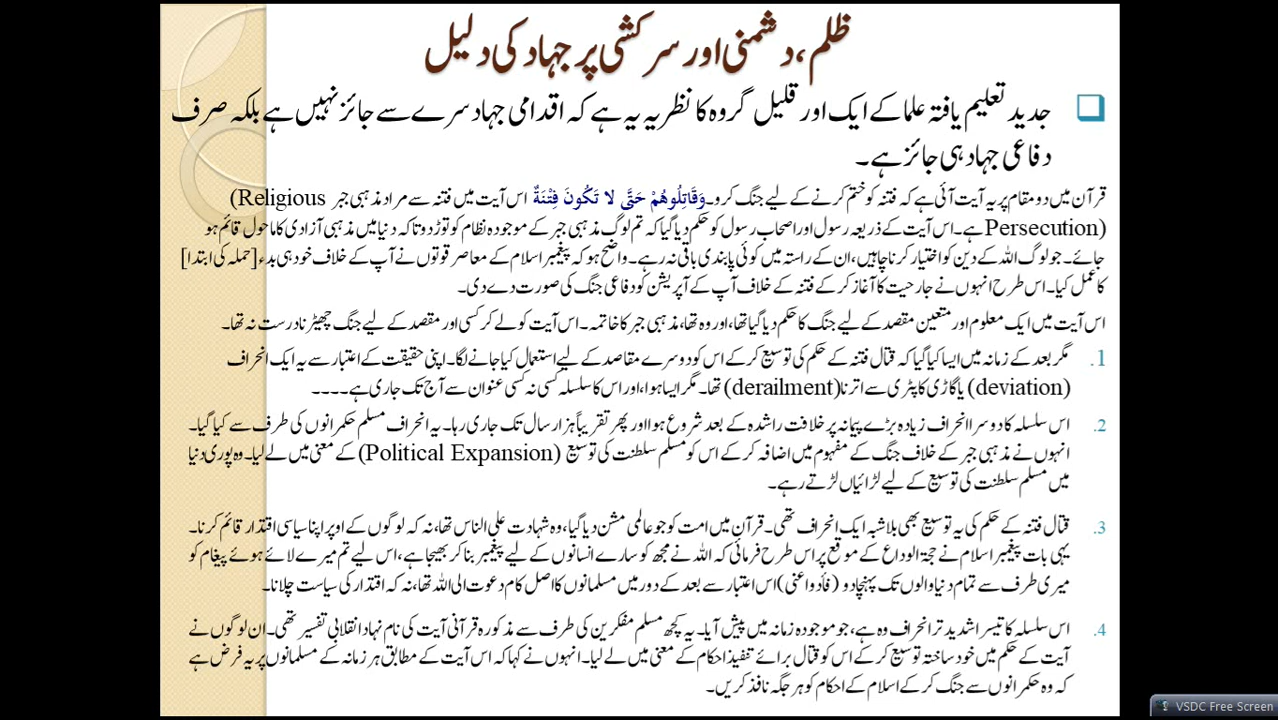 ظلم، دشمنی اور سرکشی پر جہاد کی دلیل
جدید تعلیم یافتہ علما کے ایک اور قلیل گروہ کا نظریہ یہ ہے کہ اقدامی جہاد سرے سے جائز نہیں ہے بلکہ صرف
دفاعی جہاد ہی جائز ہے۔
قرآن میں دو مقام پر یہ آیت آئی ہے کہ فتنہ کو ختم کرنے کے لیے جنگ کرو۔ وَقَاتِلُوهُمْ حَتَّى لا تَكُونَ فِتْنَةٌ اس آیت میں فتنہ سے مراد مذہبی جبر (Religious
Persecution) ہے۔ اس آیت کے ذریعہ رسول اور اصحاب رسول کو حکم دیا گیا کہ تم لوگ مذہبی جبر کے موجودہ نظام کو توڑ دو تاکہ دنیا میں مذہبی آزادی کا ماحول قائم ہو
جائے۔ جو لوگ اللہ کے دین کو اختیار کرنا چاہیں، ان کے راستہ میں کوئی پابندی باقی نہ رہے۔ واضح ہو کہ پیغمبر اسلام کے معاصر قوتوں نے آپ کے خلاف خود ہی بدء [حملہ کی ابتدا]
کا عمل کیا۔ اس طرح انہوں نے جارحیت کا آغاز کر کے فتنہ کے خلاف آپ کے آپریشن کو دفاعی جنگ کی صورت دے دی۔
اس آیت میں ایک معلوم اور متعین مقصد کے لیے جنگ کا حکم دیا گیا تھا، اور وہ تھا، مذہبی جبر کا خاتمہ۔ اس آیت کو لے کر کسی اور مقصد کے لیے جنگ چھیڑنا درست نہ تھا۔
1. مگر بعد کے زمانہ میں ایسا کیا گیا کہ قتال فتنہ کے حکم کی توسیع کر کے اس کو دوسرے مقاصد کے لیے استعمال کیا جانے لگا۔ اپنی حقیقت کے اعتبار سے یہ ایک انحراف
(deviation) یا گاڑی کا پٹری سے اترنا (derailment) تھا۔ مگر ایسا ہوا، اور اس کا سلسلہ کسی نہ کسی عنوان سے آج تک جاری ہے۔۔۔۔
2. اس سلسلہ کا دوسرا انحراف زیادہ بڑے پیمانہ پر خلافت راشدہ کے بعد شروع ہوا اور پھر تقریباً ہزار سال تک جاری رہا۔ یہ انحراف مسلم حکمرانوں کی طرف سے کیا گیا۔
انہوں نے مذہبی جبر کے خلاف جنگ کے مفہوم میں اضافہ کر کے اس کو مسلم سلطنت کی توسیع (Political Expansion) کے معنی میں لے لیا۔ وہ پوری دنیا
میں مسلم سلطنت کی توسیع کے لیے لڑائیاں لڑتے رہے۔
3. قتال فتنہ کے حکم کی یہ توسیع بھی بلاشبہ ایک انحراف تھی۔ قرآن میں امت کو جو عالمی مشن دیا گیا، وہ شہادت علی الناس تھا، نہ کہ لوگوں کے اوپر اپنا سیاسی اقتدار قائم کرنا۔
یہی بات پیغمبر اسلام نے حجۃ الوداع کے موقع پر اس طرح فرمائی کہ اللہ نے مجھ کو سارے انسانوں کے لیے پیغمبر بنا کر بھیجا ہے، اس لیے تم میرے لائے ہوئے پیغام کو
میری طرف سے تمام دنیا والوں تک پہنچا دو (فأدوا عنی) اس اعتبار سے بعد کے دور میں مسلمانوں کا اصل کام دعوت الی اللہ تھا، نہ کہ اقتدار کی سیاست چلانا۔
4. اس سلسلہ کا تیسرا شدید تر انحراف وہ ہے، جو موجودہ زمانہ میں پیش آیا۔ یہ کچھ مسلم مفکرین کی طرف سے مذکورہ قرآنی آیت کی نام نہاد انقلابی تفسیر تھی۔ ان لوگوں نے
آیت کے حکم میں خود ساختہ توسیع کر کے اس کو قتال برائے تنفیذ احکام کے معنی میں لے لیا۔ انہوں نے کہا کہ اس آیت کے مطابق ہر زمانہ کے مسلمانوں پر یہ فرض ہے
کہ وہ حکمرانوں سے جنگ کر کے اسلام کے احکام کو ہر جگہ نافذ کریں۔
VSDC Free Screen